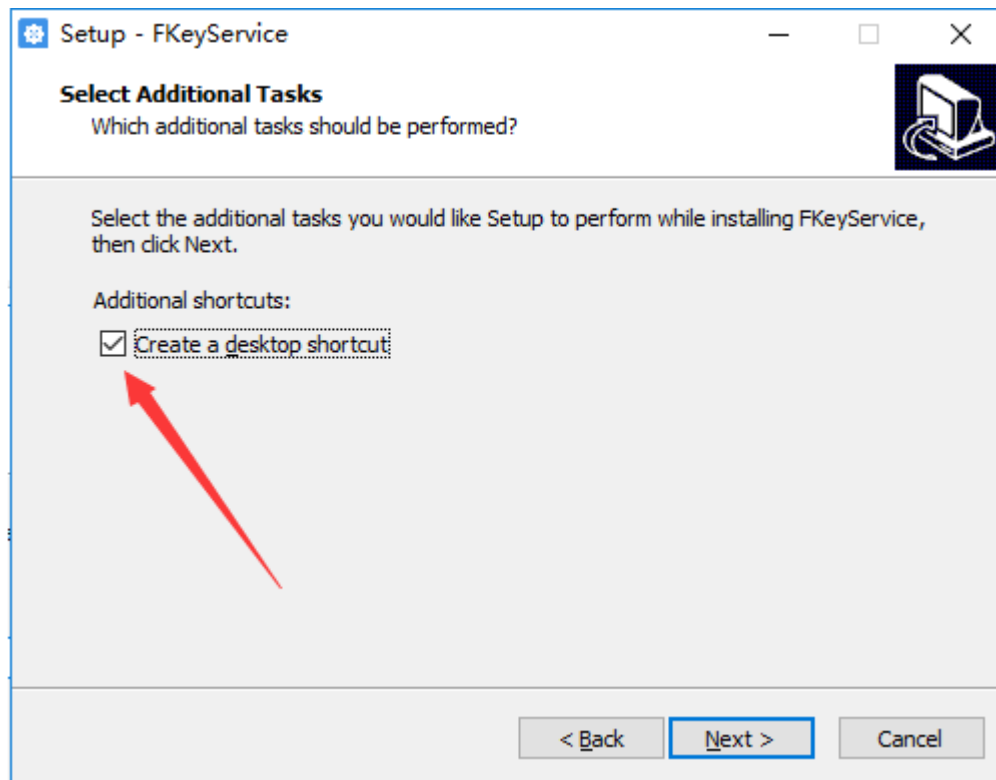 Setup - FKeyService
Select Additional Tasks
Which additional tasks should be performed?
Select the additional tasks you would like Setup to perform while installing FKeyService,
then click Next.
Additional shortcuts:
Create a desktop shortcut
< Back
Next >
Cancel